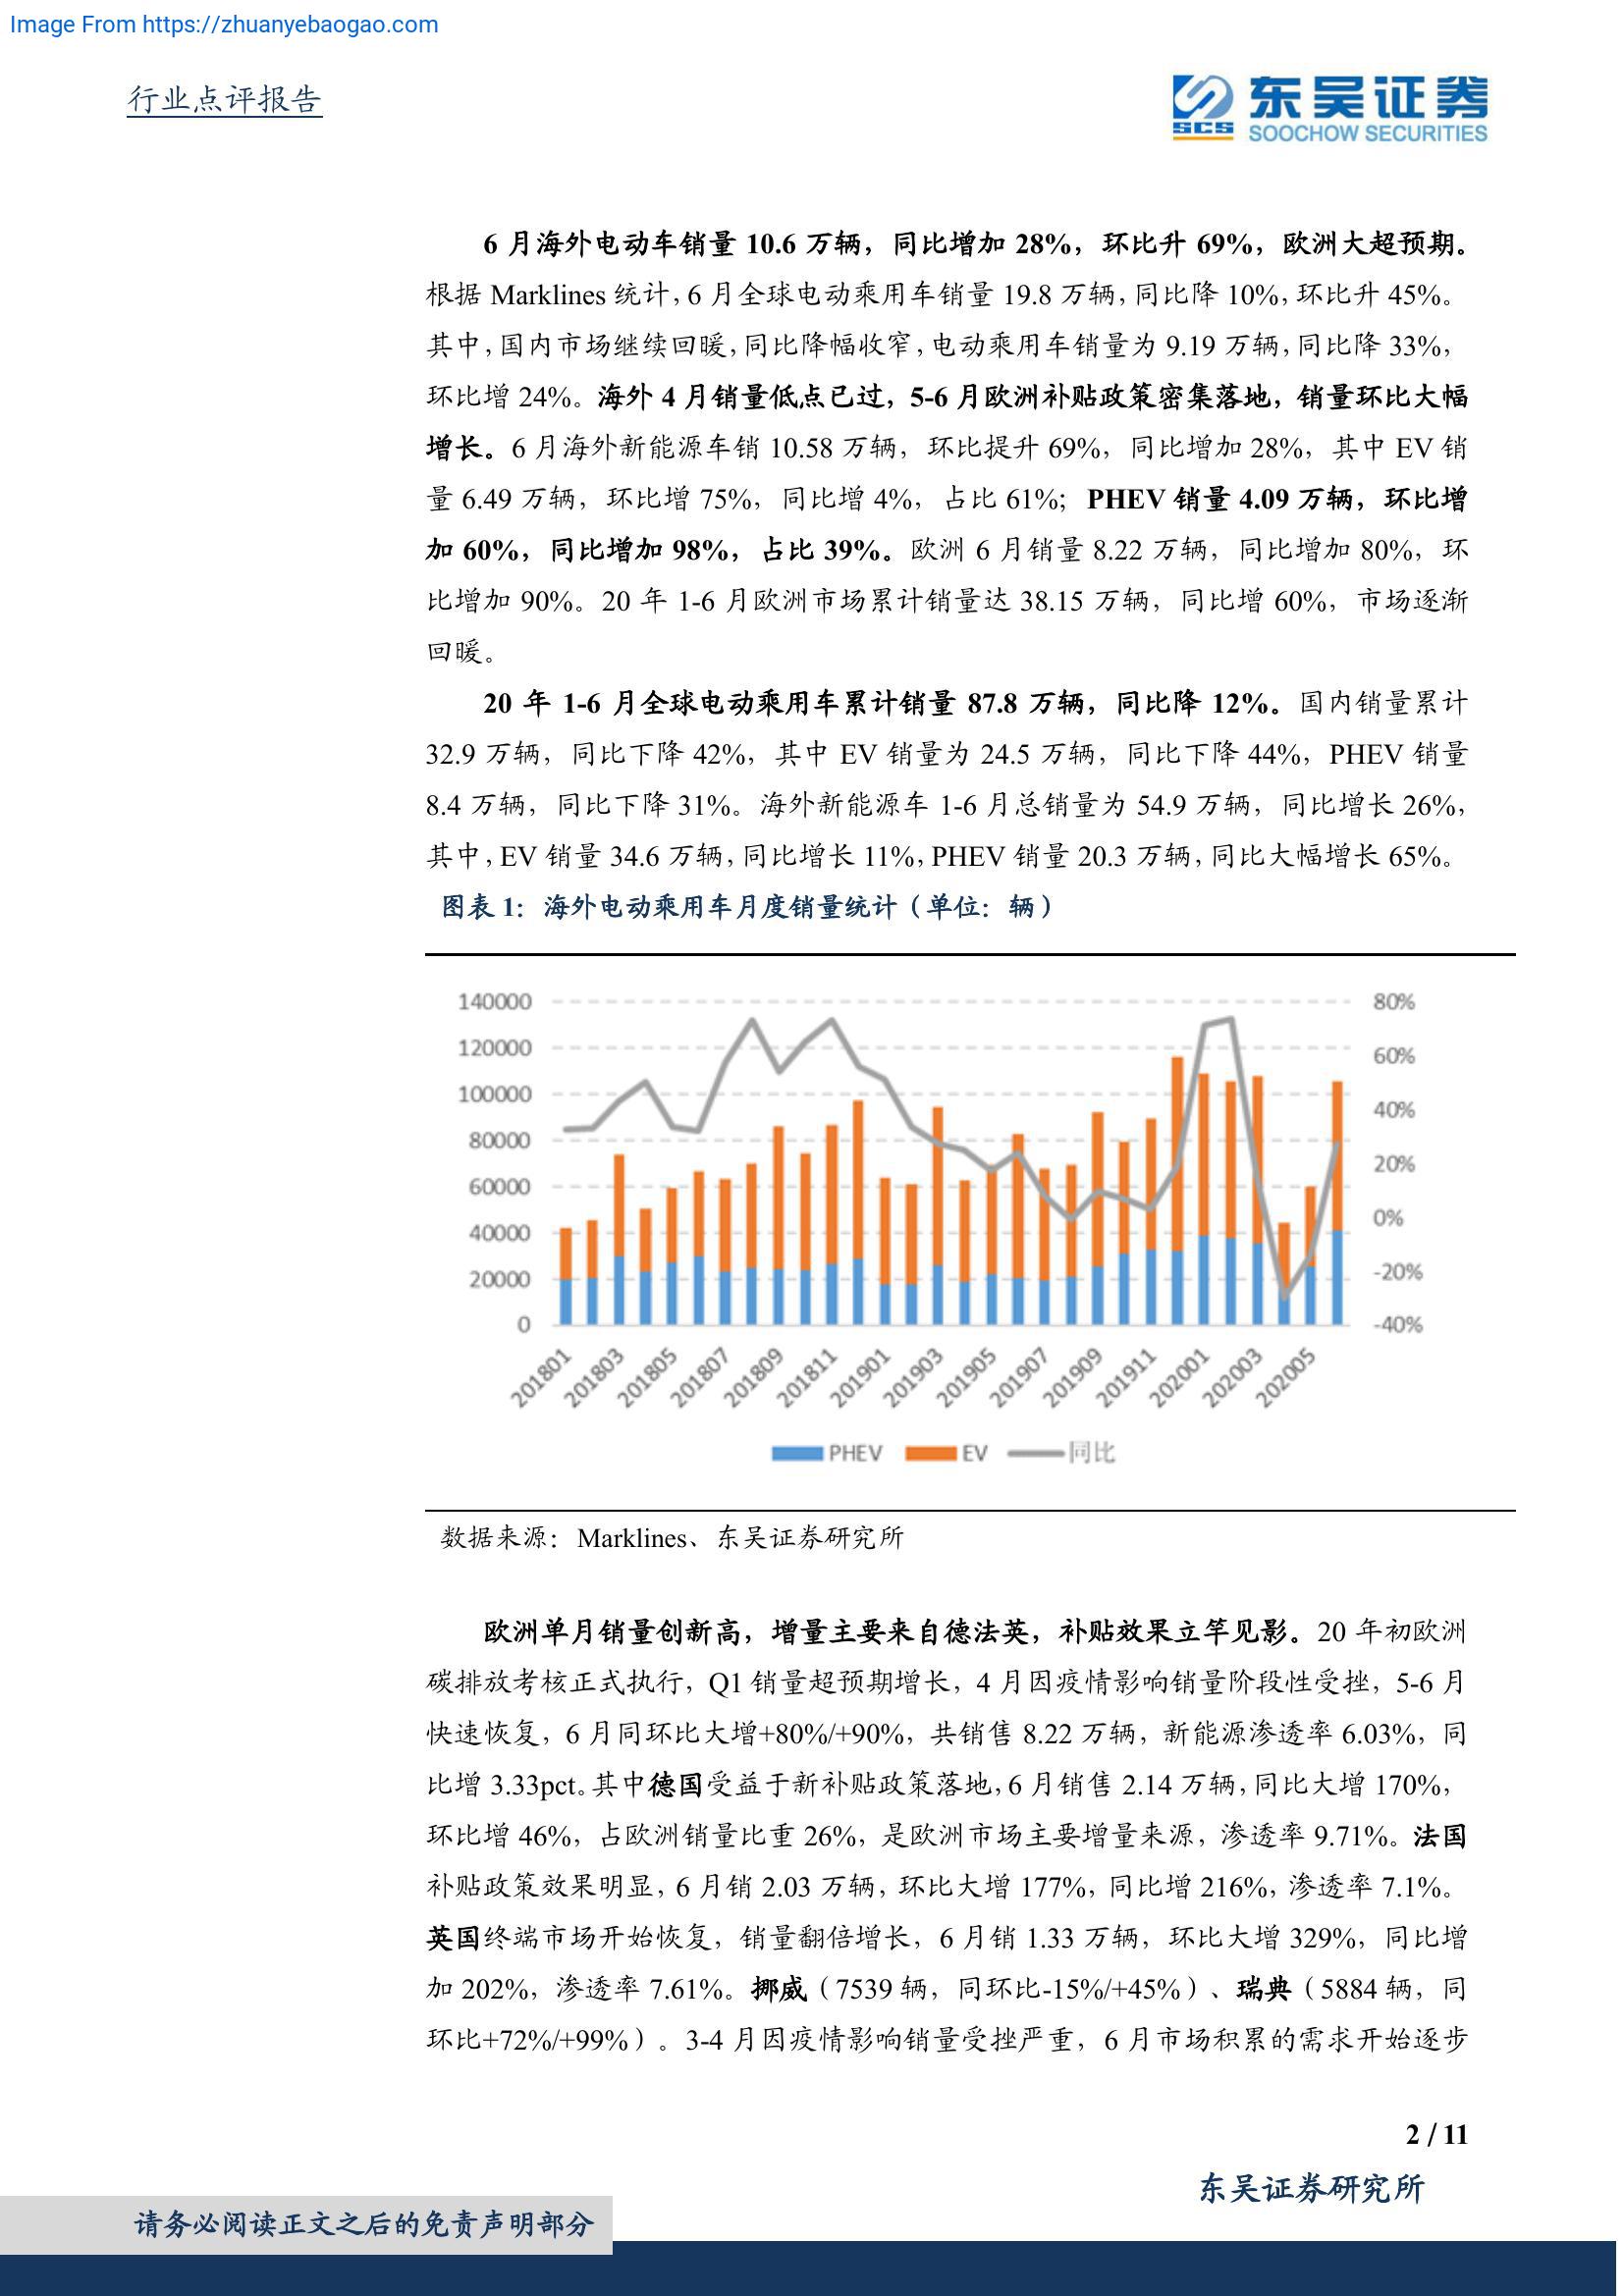 Image From https://zhuanyebaogao.com
行业点评报告
SCS
东吴证券
SOOCHOW SECURITIES
6 月海外电动车销量 10.6 万辆，同比增加 28%，环比升 69%，欧洲大超预期。
根据 Marklines 统计，6 月全球电动乘用车销量 19.8 万辆，同比降 10%，环比升 45%。
其中，国内市场继续回暖，同比降幅收窄，电动乘用车销量为 9.19 万辆，同比降 33%，
环比增 24%。海外 4 月销量低点已过，5-6 月欧洲补贴政策密集落地，销量环比大幅
增长。6 月海外新能源车销 10.58 万辆，环比提升 69%，同比增加 28%，其中 EV 销
量 6.49 万辆，环比增 75%，同比增 4%，占比 61%；PHEV 销量 4.09 万辆，环比增
加 60%，同比增加 98%，占比 39%。欧洲 6 月销量 8.22 万辆，同比增加 80%，环
比增加 90%。20 年 1-6 月欧洲市场累计销量达 38.15 万辆，同比增 60%，市场逐渐
回暖。
20 年 1-6 月全球电动乘用车累计销量 87.8 万辆，同比降 12%。国内销量累计
32.9 万辆，同比下降 42%，其中 EV 销量为 24.5 万辆，同比下降 44%，PHEV 销量
8.4 万辆，同比下降 31%。海外新能源车 1-6 月总销量为 54.9 万辆，同比增长 26%，
其中，EV 销量 34.6 万辆，同比增长 11%，PHEV 销量 20.3 万辆，同比大幅增长 65%。
图表 1：海外电动乘用车月度销量统计（单位：辆）
140000 80%
120000 60%
100000 40%
80000 20%
60000 0%
40000 -20%
20000 -40%
0
201801 201803 201805 201807 201809 201811 201901 201903 201905 201907 201909 201911 202001 202003 202005
PHEV EV 同比
数据来源：Marklines、东吴证券研究所
欧洲单月销量创新高，增量主要来自德法英，补贴效果立竿见影。20 年初欧洲
碳排放考核正式执行，Q1 销量超预期增长，4 月因疫情影响销量阶段性受挫，5-6 月
快速恢复，6 月同环比大增+80%/+90%，共销售 8.22 万辆，新能源渗透率 6.03%，同
比增 3.33pct。其中德国受益于新补贴政策落地，6 月销售 2.14 万辆，同比大增 170%，
环比增 46%，占欧洲销量比重 26%，是欧洲市场主要增量来源，渗透率 9.71%。法国
补贴政策效果明显，6 月销 2.03 万辆，环比大增 177%，同比增 216%，渗透率 7.1%。
英国终端市场开始恢复，销量翻倍增长，6 月销 1.33 万辆，环比大增 329%，同比增
加 202%，渗透率 7.61%。挪威（7539 辆，同环比-15%/+45%）、瑞典（5884 辆，同
环比+72%/+99%）。3-4 月因疫情影响销量受挫严重，6 月市场积累的需求开始逐步
2 / 11
东吴证券研究所
请务必阅读正文之后的免责声明部分